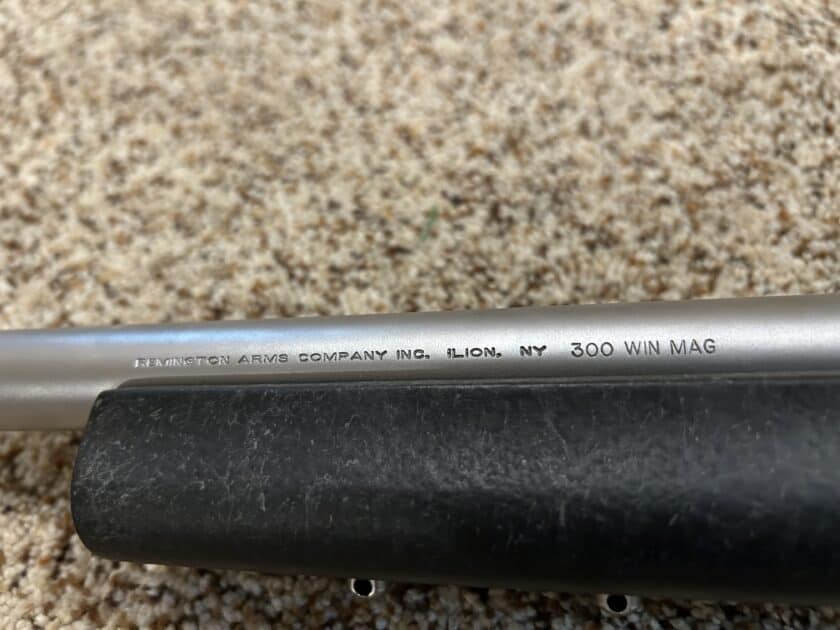 REMINGTON ARMS COMPANY INC. ILION, NY 300 WIN MAG